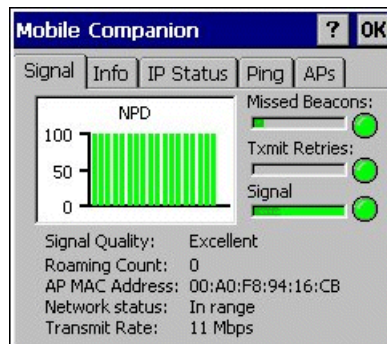 Mobile Companion ? OK
Signal Info IP Status Ping APs
NPD
100
50
0
Missed Beacons:
Txmit Retries:
Signal
Signal Quality: Excellent
Roaming Count: 0
AP MAC Address: 00:A0:F8:94:16:CB
Network status: In range
Transmit Rate: 11 Mbps